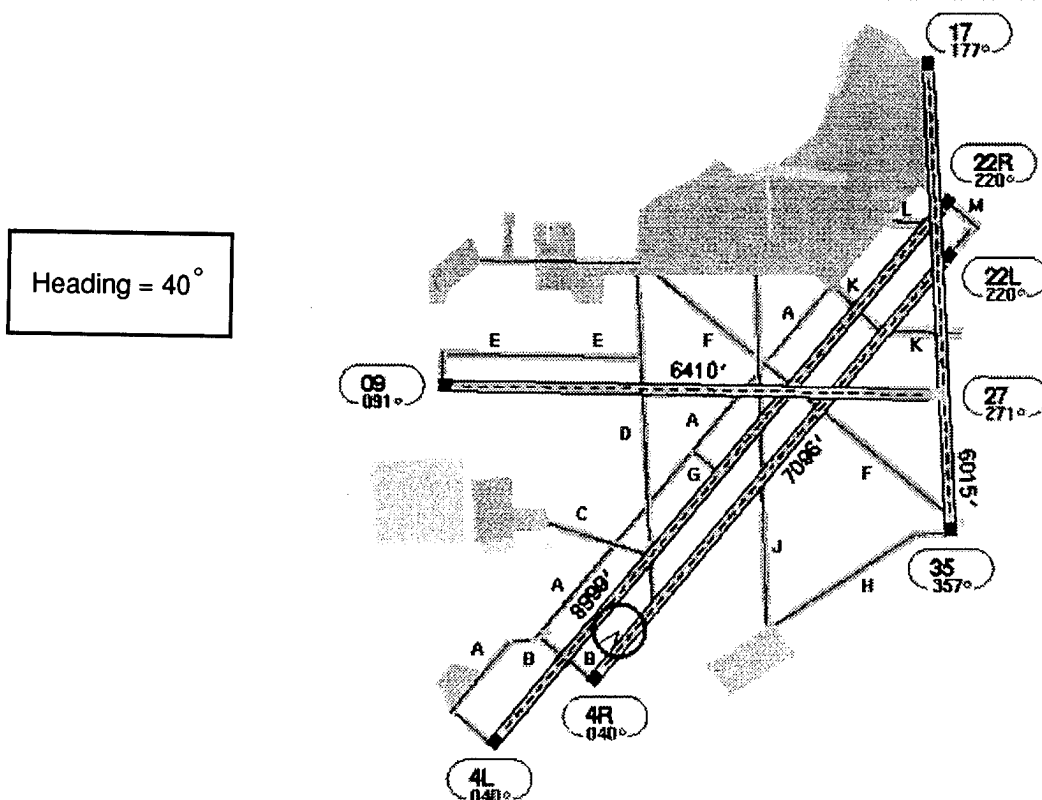 17
177°
22R
220°
L
M
Heading = 40°
22L
220°
K
A
F
K
E
E
6410'
09
091°
27
271°
A
D
7096'
G
F
6015'
C
J
35
357°
H
A
8999'
A
B
B
4R
040°
4L
040°